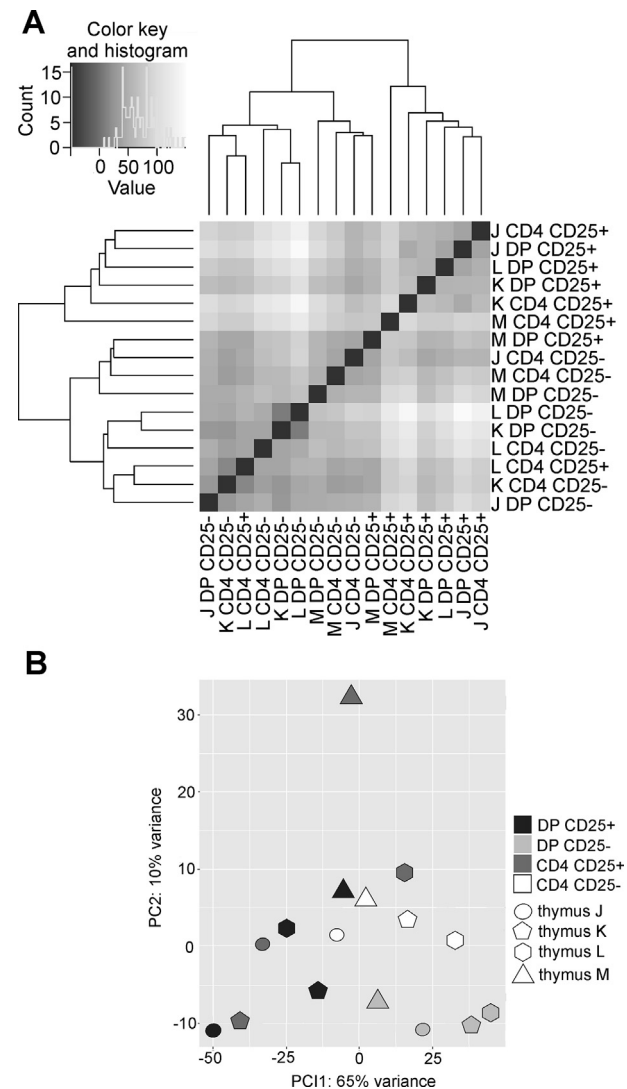 A
Color key
and histogram
15
10
5
0
Count
0 50 100
Value
J CD4 CD25+
J DP CD25+
L DP CD25+
K DP CD25+
K CD4 CD25+
M CD4 CD25+
M DP CD25+
J CD4 CD25-
M CD4 CD25-
M DP CD25-
L DP CD25-
K DP CD25-
L CD4 CD25-
L CD4 CD25+
K CD4 CD25-
J DP CD25-
J DP CD25-
K CD4 CD25-
L CD4 CD25+
L CD4 CD25-
K DP CD25-
L DP CD25-
M DP CD25-
M CD4 CD25-
J CD4 CD25-
M DP CD25+
M CD4 CD25+
K CD4 CD25+
K DP CD25+
L DP CD25+
J DP CD25+
J CD4 CD25+
B
30
20
10
0
-10
PC2: 10% variance
-50 -25 0 25
PCI1: 65% variance
DP CD25+
DP CD25-
CD4 CD25+
CD4 CD25-
thymus J
thymus K
thymus L
thymus M